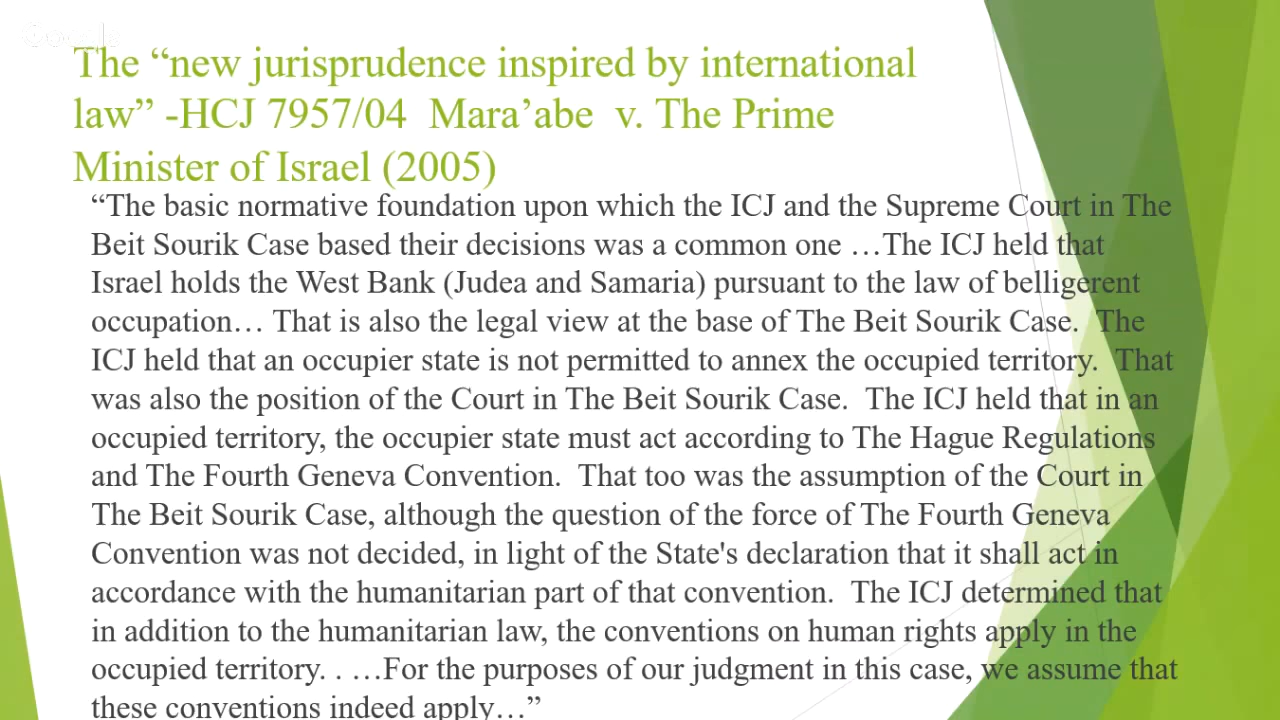 Google
The “new jurisprudence inspired by international
law” -HCJ 7957/04  Mara’abe  v. The Prime
Minister of Israel (2005)
“The basic normative foundation upon which the ICJ and the Supreme Court in The
Beit Sourik Case based their decisions was a common one …The ICJ held that
Israel holds the West Bank (Judea and Samaria) pursuant to the law of belligerent
occupation… That is also the legal view at the base of The Beit Sourik Case.  The
ICJ held that an occupier state is not permitted to annex the occupied territory.  That
was also the position of the Court in The Beit Sourik Case.  The ICJ held that in an
occupied territory, the occupier state must act according to The Hague Regulations
and The Fourth Geneva Convention.  That too was the assumption of the Court in
The Beit Sourik Case, although the question of the force of The Fourth Geneva
Convention was not decided, in light of the State's declaration that it shall act in
accordance with the humanitarian part of that convention.  The ICJ determined that
in addition to the humanitarian law, the conventions on human rights apply in the
occupied territory. . …For the purposes of our judgment in this case, we assume that
these conventions indeed apply…”